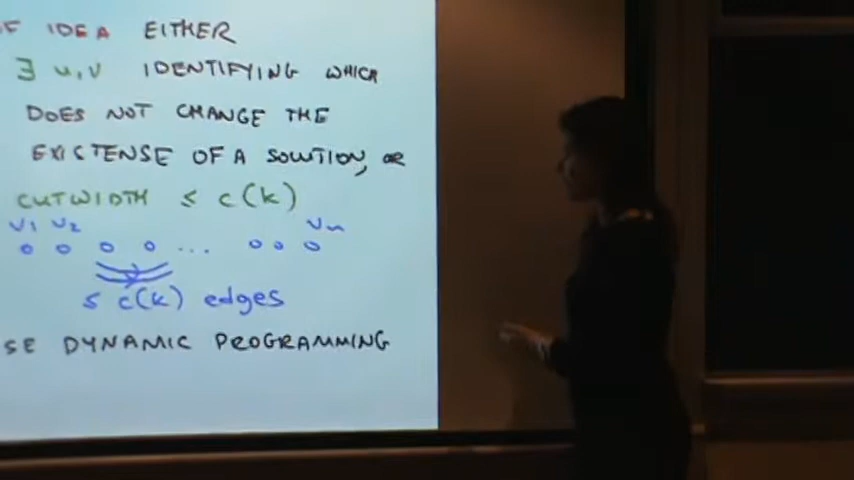 IDEA EITHER
∃ u,v IDENTIFYING WHICH
DOES NOT CHANGE THE
EXISTENSE OF A SOLUTION, OR
CUTWIDTH ≤ c(k)
V1 V2 Vn
...
≤ c(k) edges
SE DYNAMIC PROGRAMMING